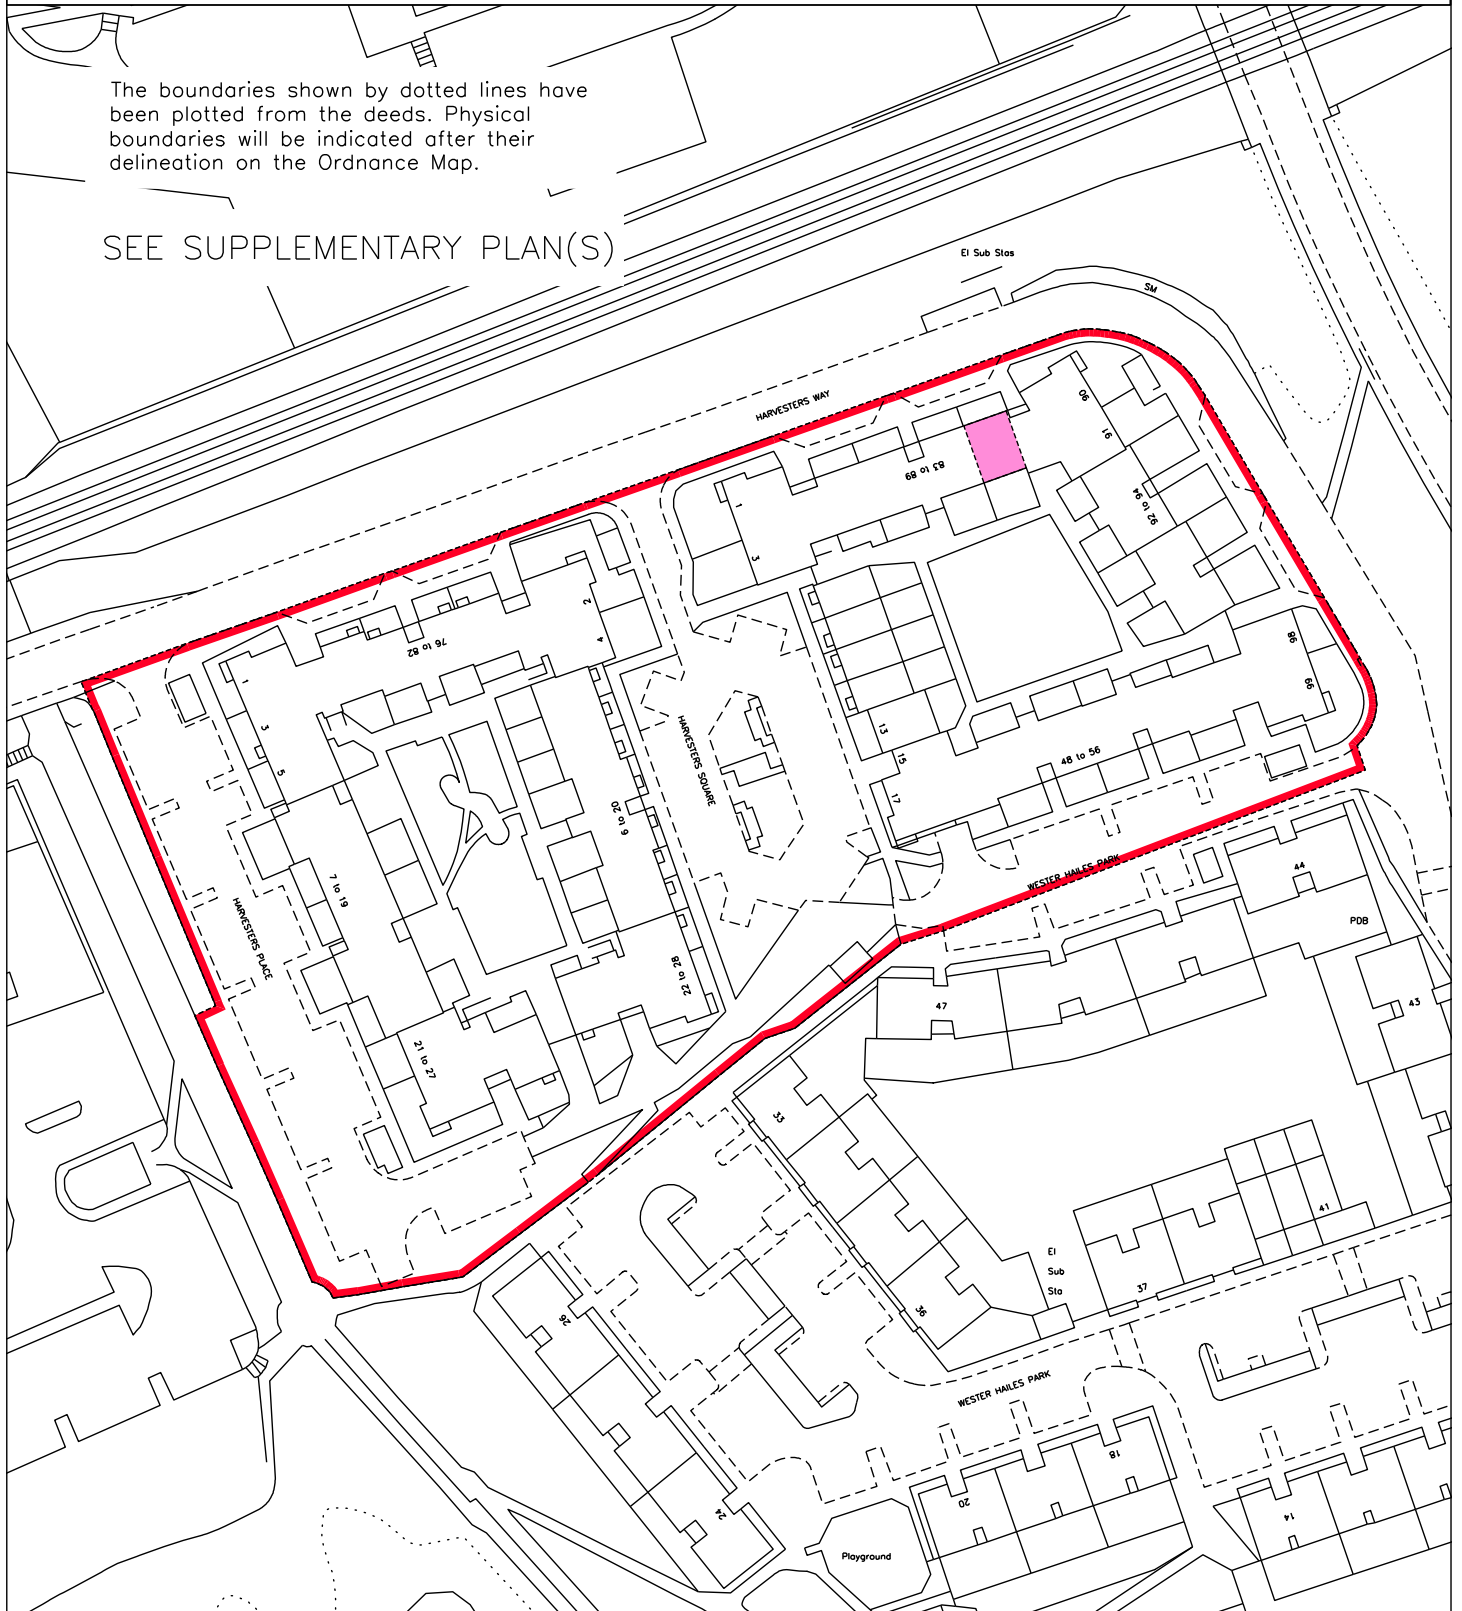 The boundaries shown by dotted lines have
been plotted from the deeds. Physical
boundaries will be indicated after their
delineation on the Ordnance Map.
SEE SUPPLEMENTARY PLAN(S)
El Sub Stas
SM
HARVESTERS WAY
90
91
83 to 89
92 to 94
1
3
2
4
76 to 82
98
99
3
5
13
15
17
HARVESTERS SQUARE
48 to 56
6 to 20
WESTER HAILES PARK
44
7 to 19
HARVESTERS PLACE
PDB
22 to 28
47
43
21 to 27
33
41
El
Sub
Sta
37
36
26
WESTER HAILES PARK
18
20
24
14
Playground